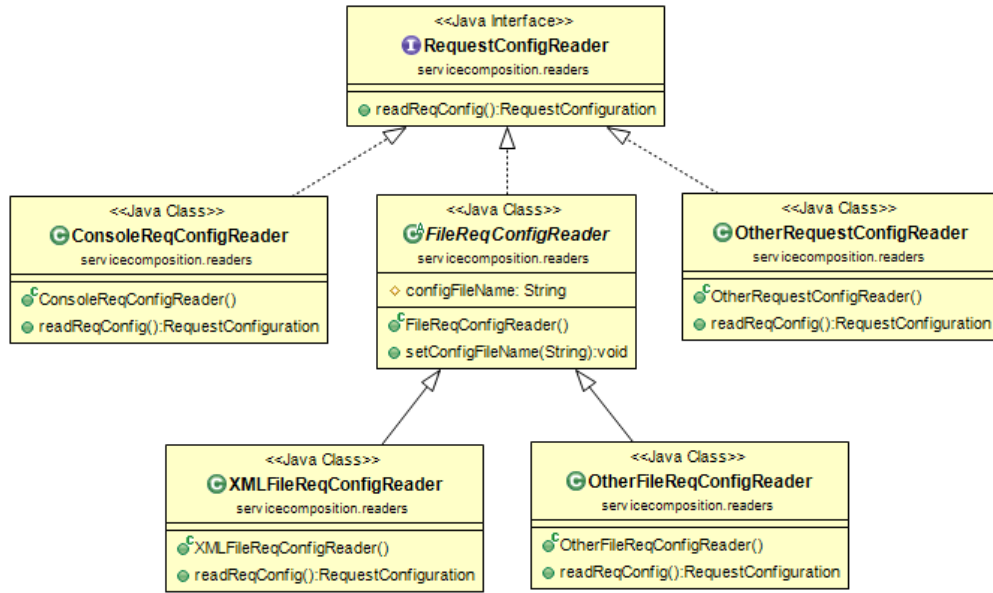 <<Java Interface>>
RequestConfigReader
servicecomposition.readers
readReqConfig():RequestConfiguration
<<Java Class>>
ConsoleReqConfigReader
servicecomposition.readers
ConsoleReqConfigReader()
readReqConfig():RequestConfiguration
<<Java Class>>
FileReqConfigReader
servicecomposition.readers
configFileName: String
FileReqConfigReader()
setConfigFileName(String):void
<<Java Class>>
OtherRequestConfigReader
servicecomposition.readers
OtherRequestConfigReader()
readReqConfig():RequestConfiguration
<<Java Class>>
XMLFileReqConfigReader
servicecomposition.readers
XMLFileReqConfigReader()
readReqConfig():RequestConfiguration
<<Java Class>>
OtherFileReqConfigReader
servicecomposition.readers
OtherFileReqConfigReader()
readReqConfig():RequestConfiguration